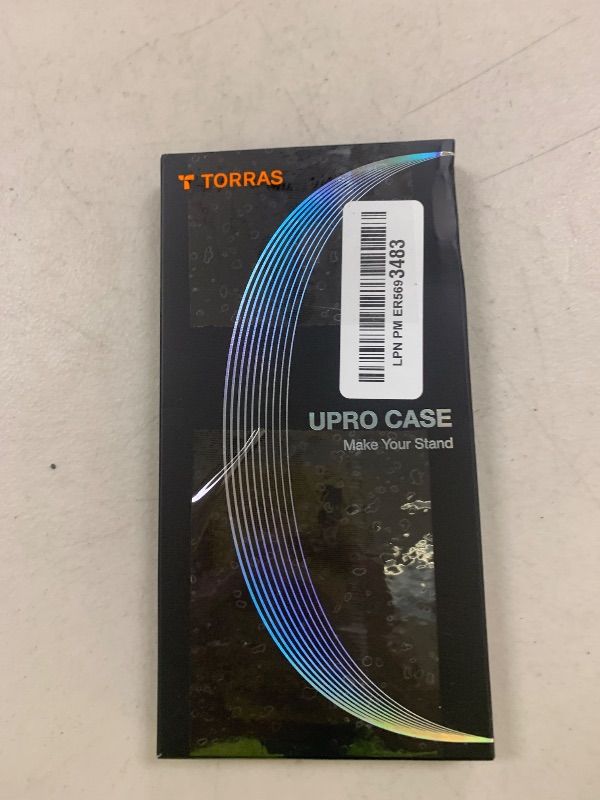 TORRAS
LPN PM ER5693483
UPRO CASE
Make Your Stand